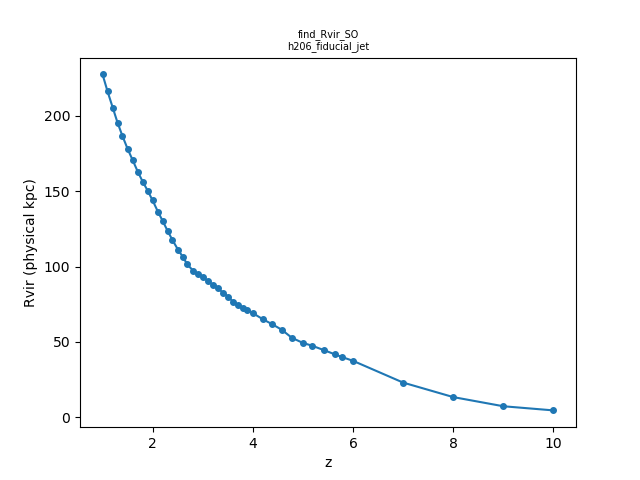 find_Rvir_SO
h206_fiducial_jet
Rvir (physical kpc)
200
150
100
50
0
2 4 6 8 10
z